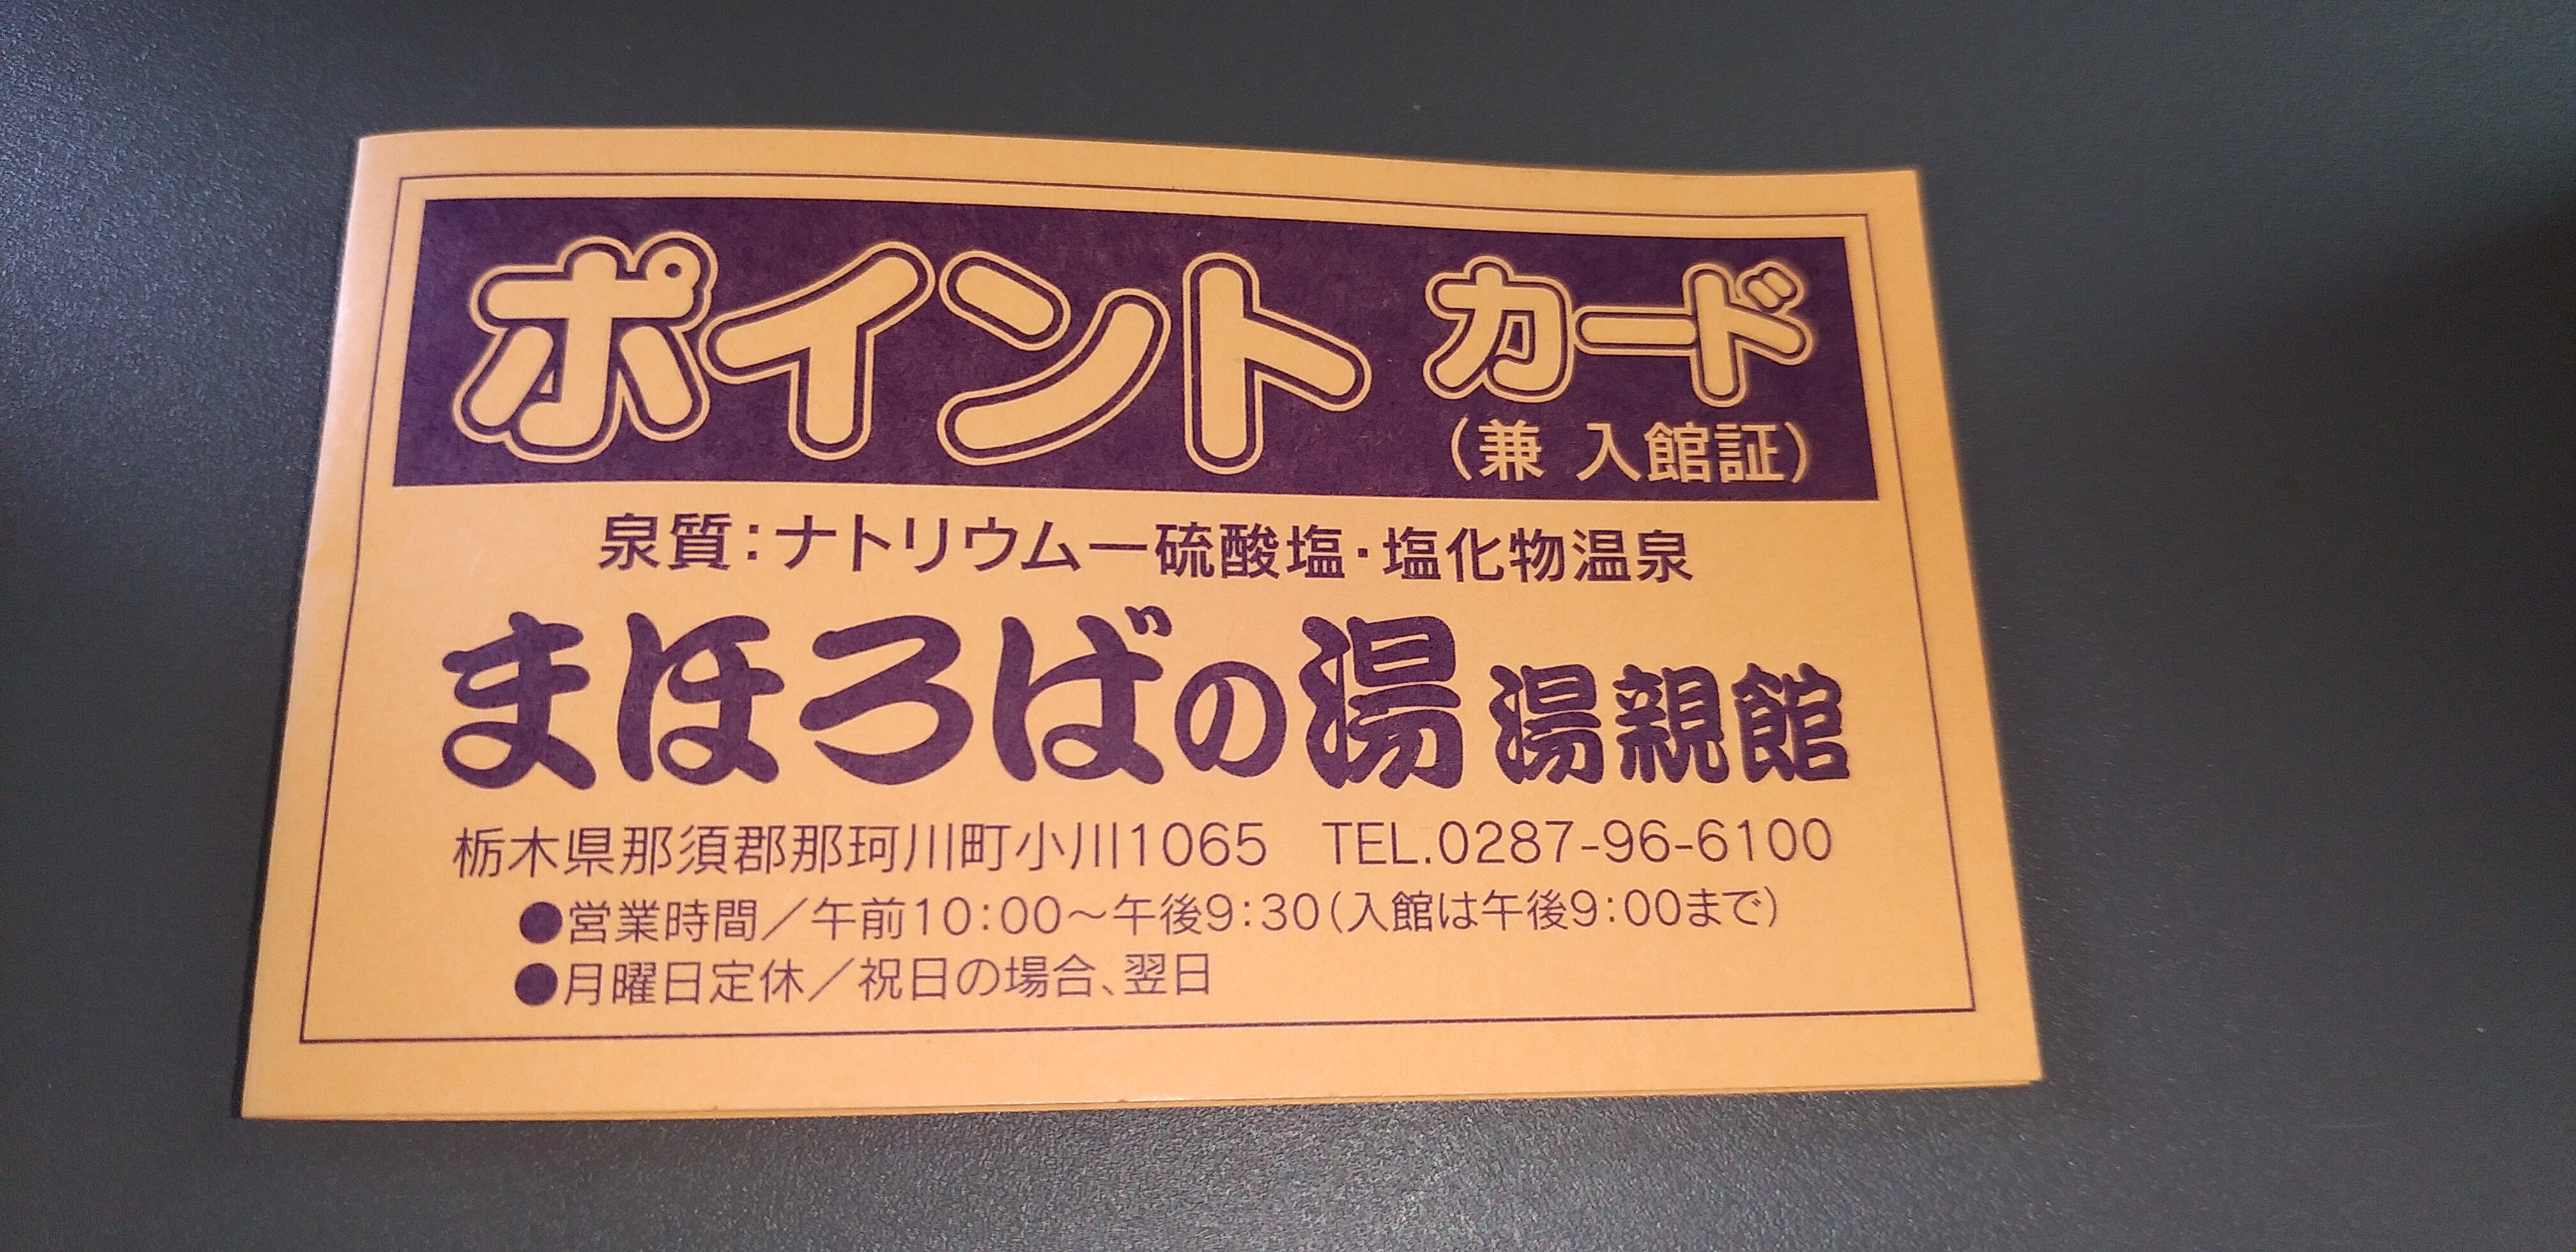 ポイント カード
（兼 入館証）
泉質：ナトリウムー硫酸塩・塩化物温泉
まほろばの湯 湯親館
栃木県那須郡那珂川町小川1065　TEL.0287-96-6100
●営業時間／午前10：00～午後9：30（入館は午後9：00まで）
●月曜日定休／祝日の場合、翌日